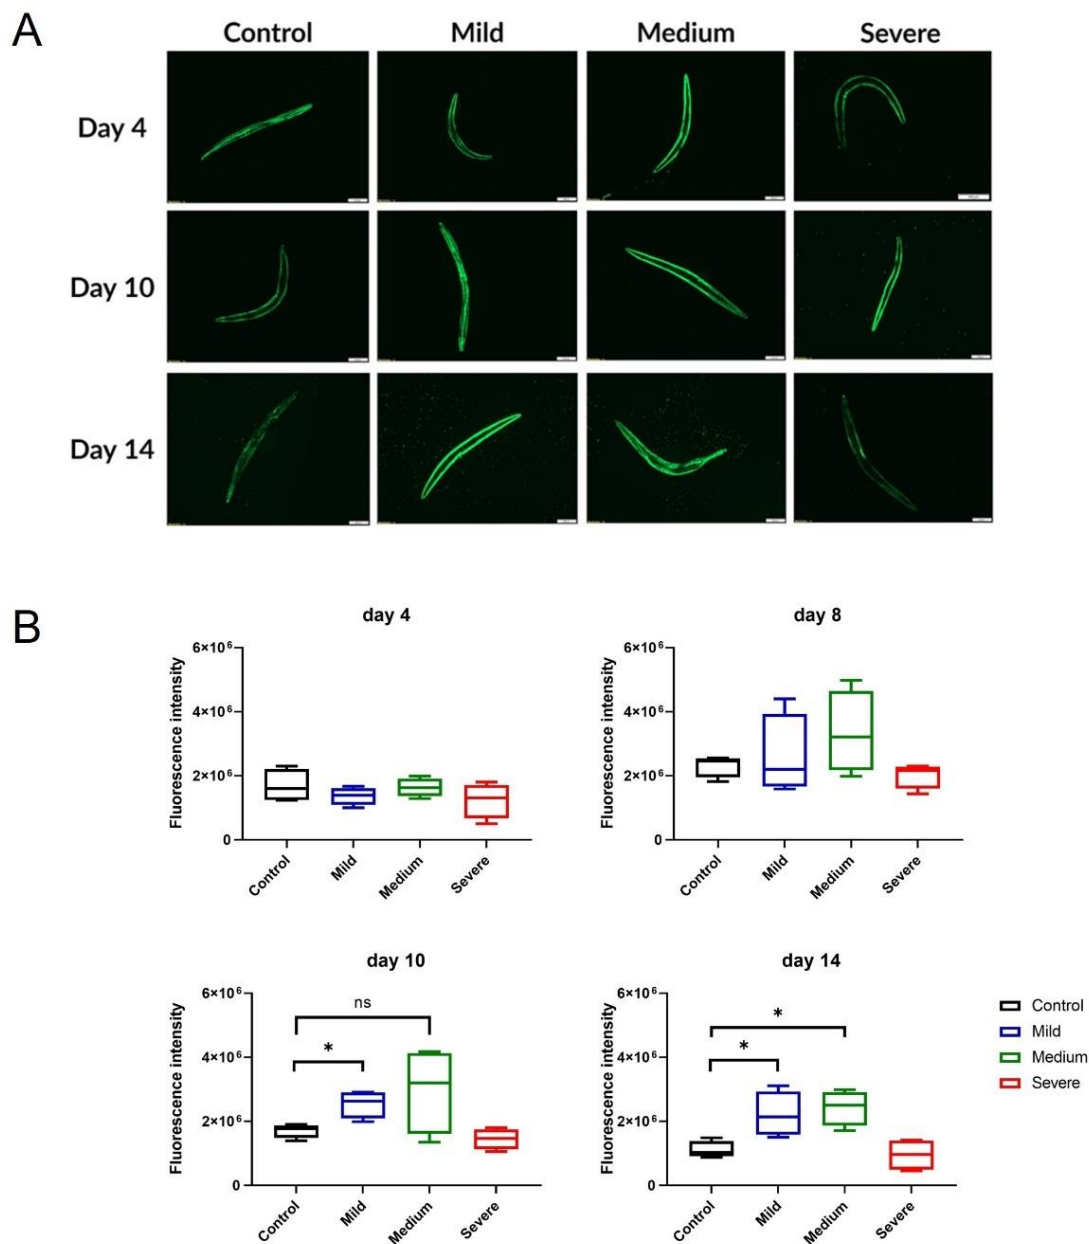 A
Control Mild Medium Severe
Day 4
Day 10
Day 14
B
day 4
Fluorescence intensity
6×10⁶
4×10⁶
2×10⁶
0
Control Mild Medium Severe
day 8
Fluorescence intensity
6×10⁶
4×10⁶
2×10⁶
0
Control Mild Medium Severe
day 10
Fluorescence intensity
6×10⁶
4×10⁶
2×10⁶
0
ns
*
Control Mild Medium Severe
day 14
Fluorescence intensity
6×10⁶
4×10⁶
2×10⁶
0
*
*
Control Mild Medium Severe
Control
Mild
Medium
Severe